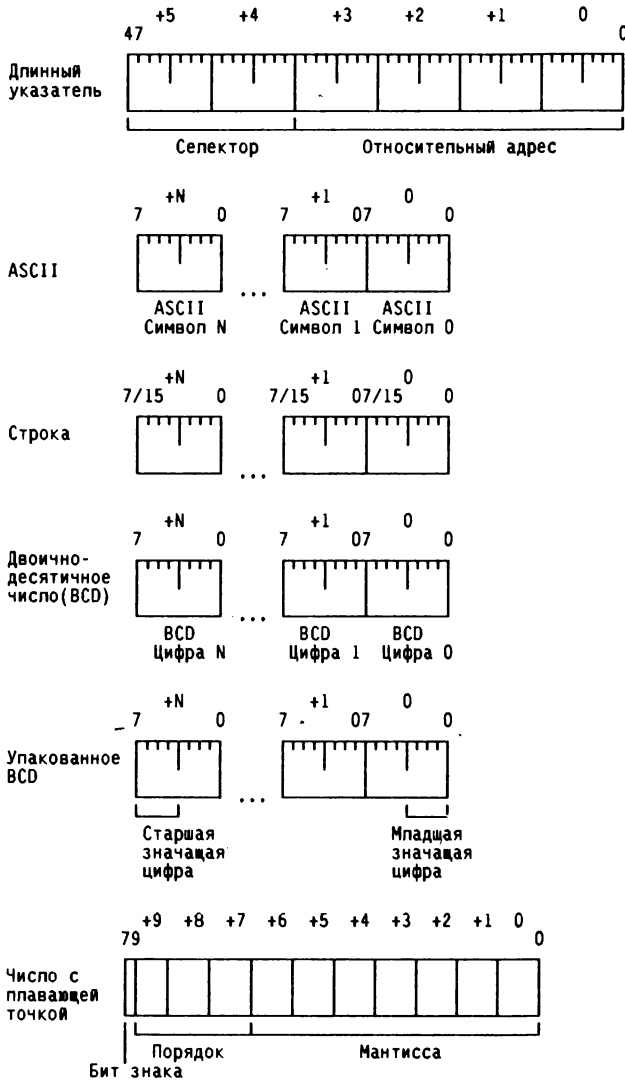 +5 +4 +3 +2 +1 0
47 0
Длинный
указатель
Селектор Относительный адрес
+N +1 0
7 0 7 07 0
ASCII
...
ASCII ASCII ASCII
Символ N Символ 1 Символ 0
+N +1 0
7/15 0 7/15 07/15 0
Строка
...
+N +1 0
7 0 7 07 0
Двоично-
десятичное
число(BCD)
...
BCD BCD BCD
Цифра N Цифра 1 Цифра 0
+N +1 0
7 0 7 07 0
Упакованное
BCD
...
Старшая Младщая
значащая значащая
цифра цифра
+9 +8 +7 +6 +5 +4 +3 +2 +1 0
79 0
Число с
плавающей
точкой
Порядок Мантисса
Бит знака